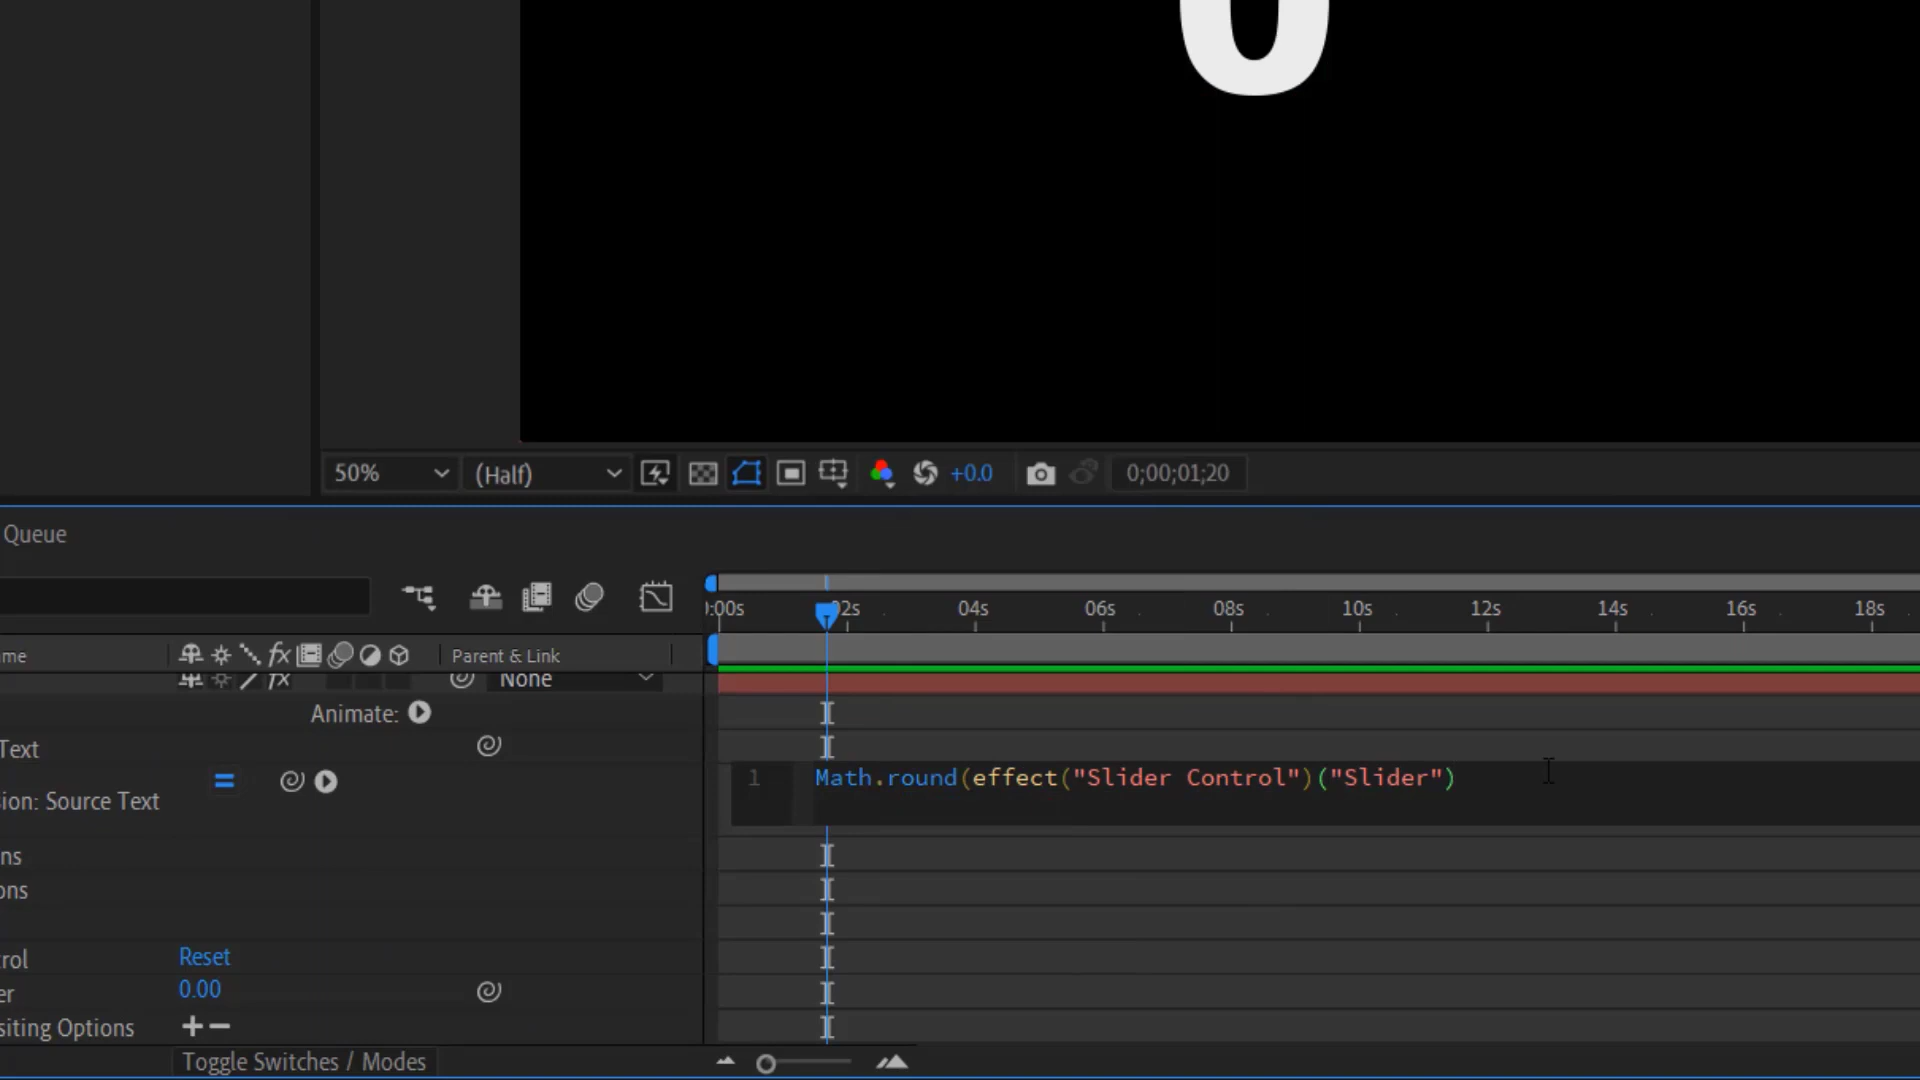 0
50%
(Half)
+0.0
0;00;01;20
Queue
):00s
02s
04s
06s
08s
10s
12s
14s
16s
18s
me
Parent & Link
fx
None
Animate:
Text
1
Math.round(effect("Slider Control")("Slider")
sion: Source Text
ns
ons
rol
Reset
er
0.00
siting Options
Toggle Switches / Modes